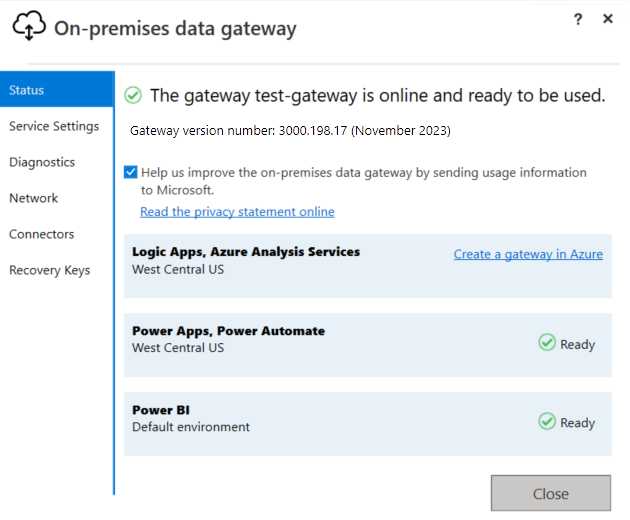 On-premises data gateway
?
Status
Service Settings
Diagnostics
Network
Connectors
Recovery Keys
The gateway test-gateway is online and ready to be used.
Gateway version number: 3000.198.17 (November 2023)
Help us improve the on-premises data gateway by sending usage information
to Microsoft.
Read the privacy statement online
Logic Apps, Azure Analysis Services
West Central US
Create a gateway in Azure
Power Apps, Power Automate
West Central US
Ready
Power BI
Default environment
Ready
Close